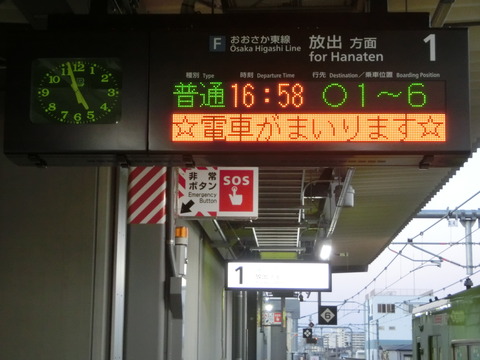 F おおさか東線 放出 方面 1
Osaka Higashi Line for Hanaten
種別 Type 時刻 Departure Time 行先 Destination／乗車位置 Boarding Position
普通 16:58 ○1～6
☆電車がまいります☆
非常
ボタン
Emergency
Button
SOS
1
6